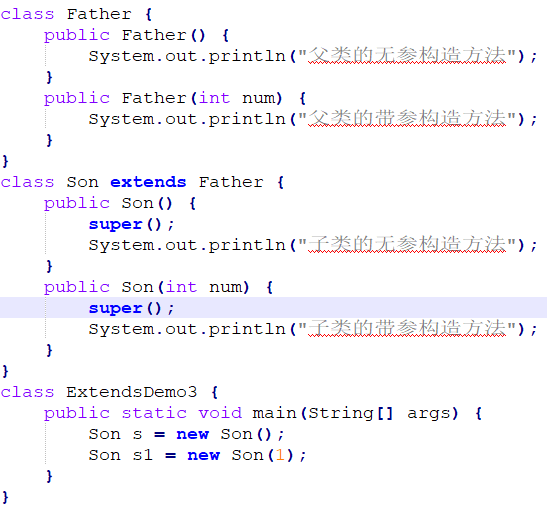 class Father {
    public Father() {
        System.out.println("父类的无参构造方法");
    }
    public Father(int num) {
        System.out.println("父类的带参构造方法");
    }
}
class Son extends Father {
    public Son() {
        super();
        System.out.println("子类的无参构造方法");
    }
    public Son(int num) {
        super();
        System.out.println("子类的带参构造方法");
    }
}
class ExtendsDemo3 {
    public static void main(String[] args) {
        Son s = new Son();
        Son s1 = new Son(1);
    }
}